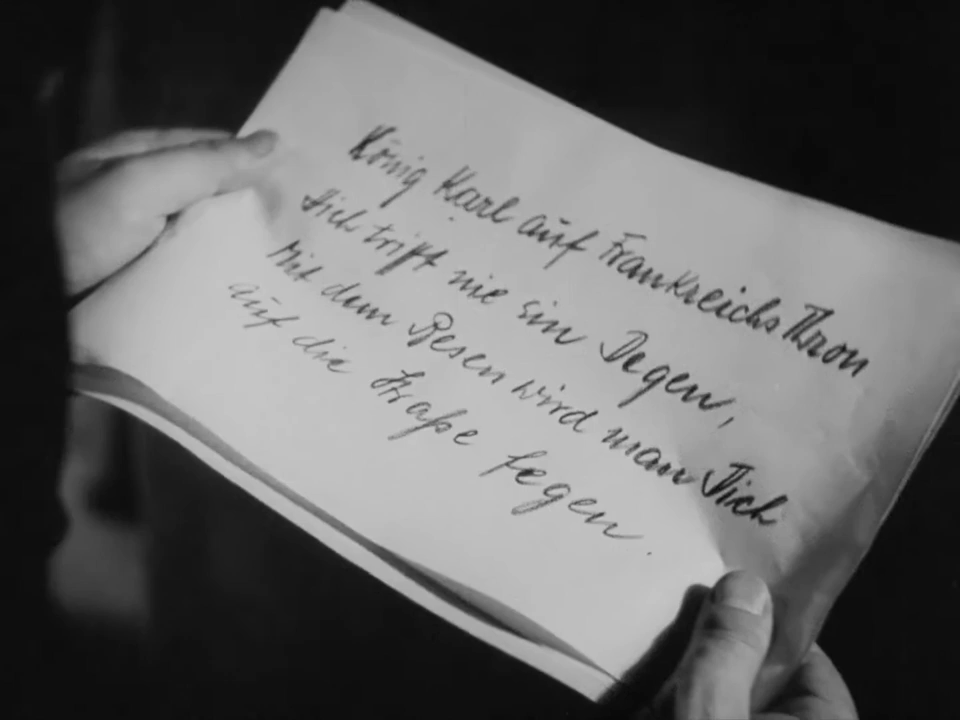 König Karl auf Frankreichs Thron
Dich trifft nie ein Degen,
Mit dem Besen wird man Dich
auf die Straße fegen.